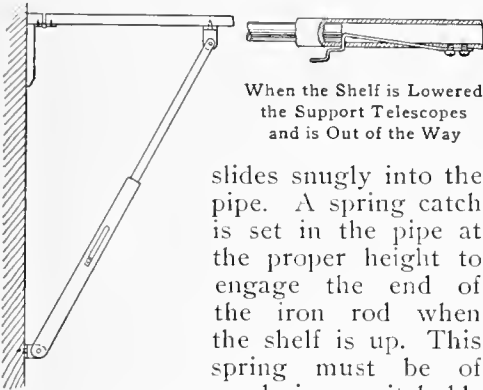 When the Shelf is Lowered
the Support Telescopes
and is Out of the Way
slides snugly into the
pipe. A spring catch
is set in the pipe at
the proper height to
engage the end of
the iron rod when
the shelf is up. This
spring must be of